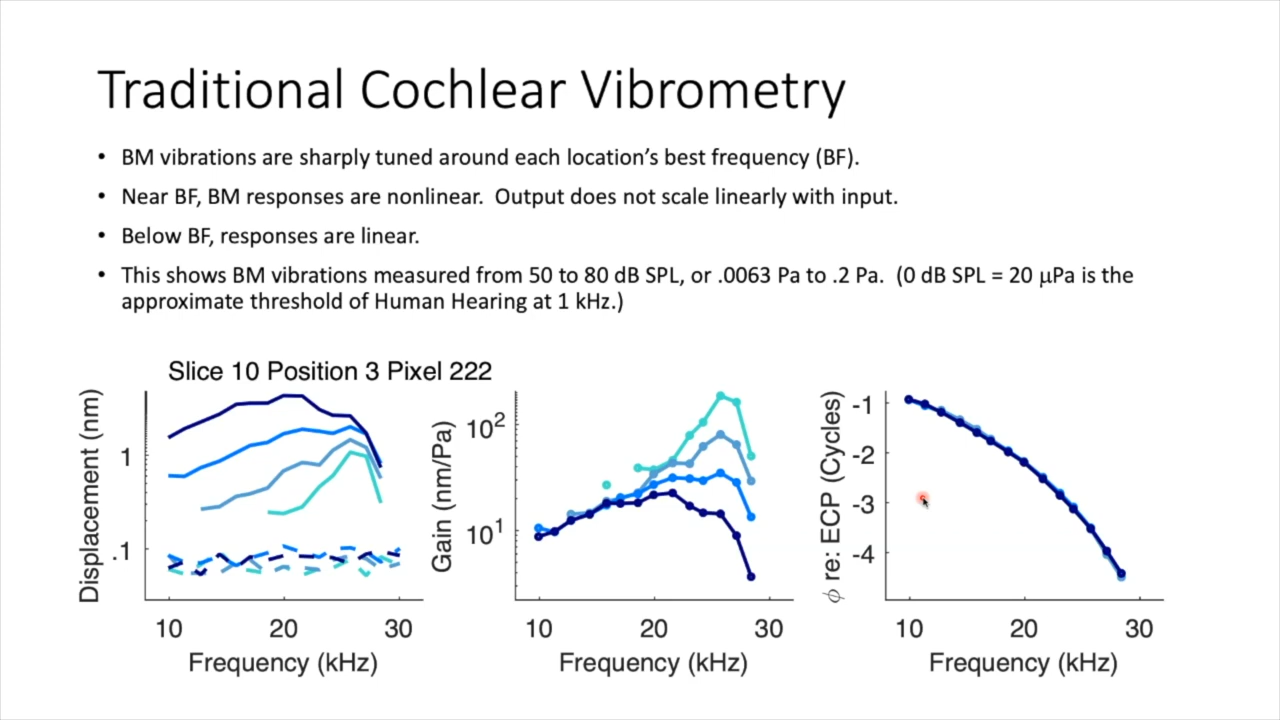 Traditional Cochlear Vibrometry
• BM vibrations are sharply tuned around each location’s best frequency (BF).
• Near BF, BM responses are nonlinear.  Output does not scale linearly with input.
• Below BF, responses are linear.
• This shows BM vibrations measured from 50 to 80 dB SPL, or .0063 Pa to .2 Pa.  (0 dB SPL = 20 μPa is the
approximate threshold of Human Hearing at 1 kHz.)
Slice 10 Position 3 Pixel 222
Displacement (nm)
1
.1
10 20 30
Frequency (kHz)
Gain (nm/Pa)
10²
10¹
10 20 30
Frequency (kHz)
ϕ re: ECP (Cycles)
-1
-2
-3
-4
10 20 30
Frequency (kHz)